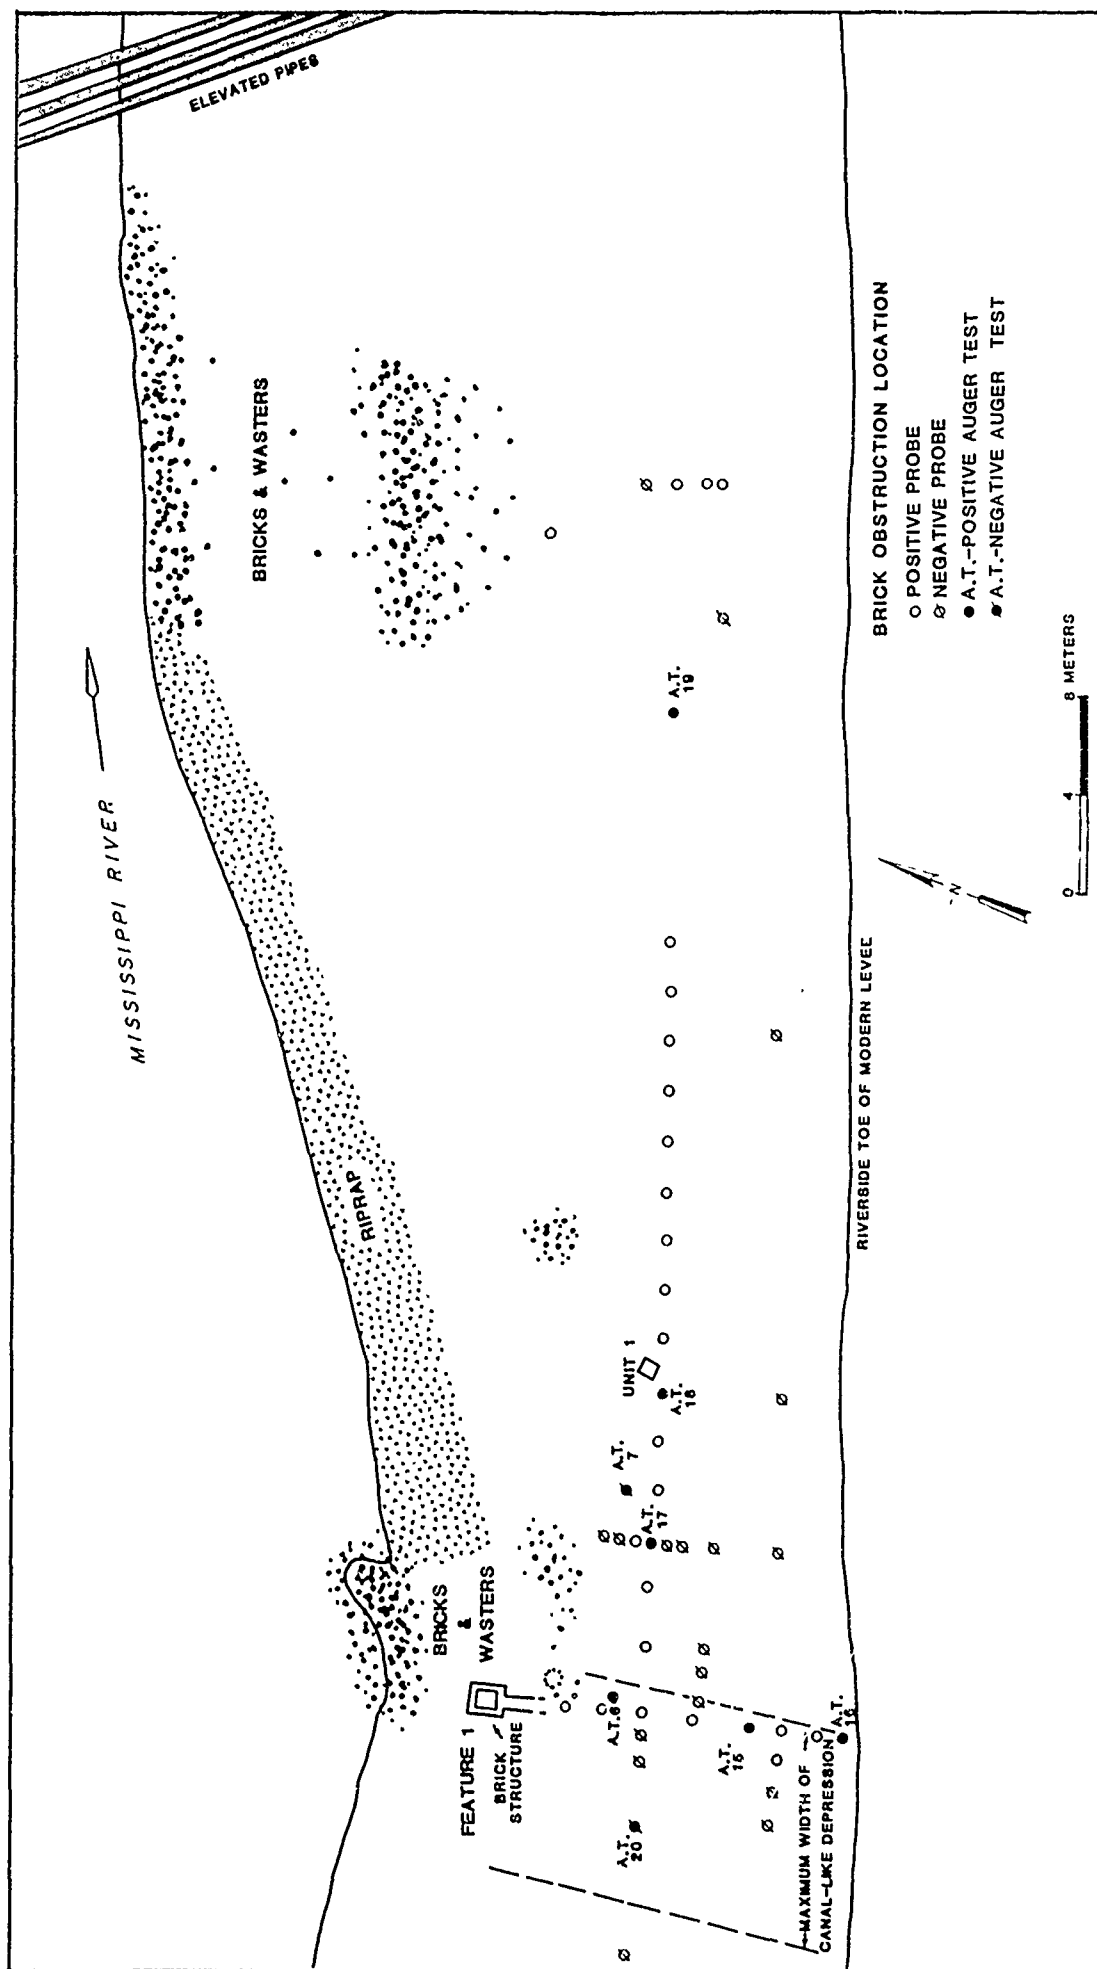 ELEVATED PIPES
MISSISSIPPI RIVER
BRICKS & WASTERS
RIPRAP
BRICKS
&
WASTERS
FEATURE 1
BRICK
STRUCTURE
A.T.
19
UNIT 1
A.T.
18
A.T.
7
A.T.
17
A.T.6
A.T.
15
A.T.
16
A.T.
20
MAXIMUM WIDTH OF
CANAL-LIKE DEPRESSION
RIVERSIDE TOE OF MODERN LEVEE
BRICK OBSTRUCTION LOCATION
POSITIVE PROBE
NEGATIVE PROBE
A.T.-POSITIVE AUGER TEST
A.T.-NEGATIVE AUGER TEST
N
0 4 8 METERS